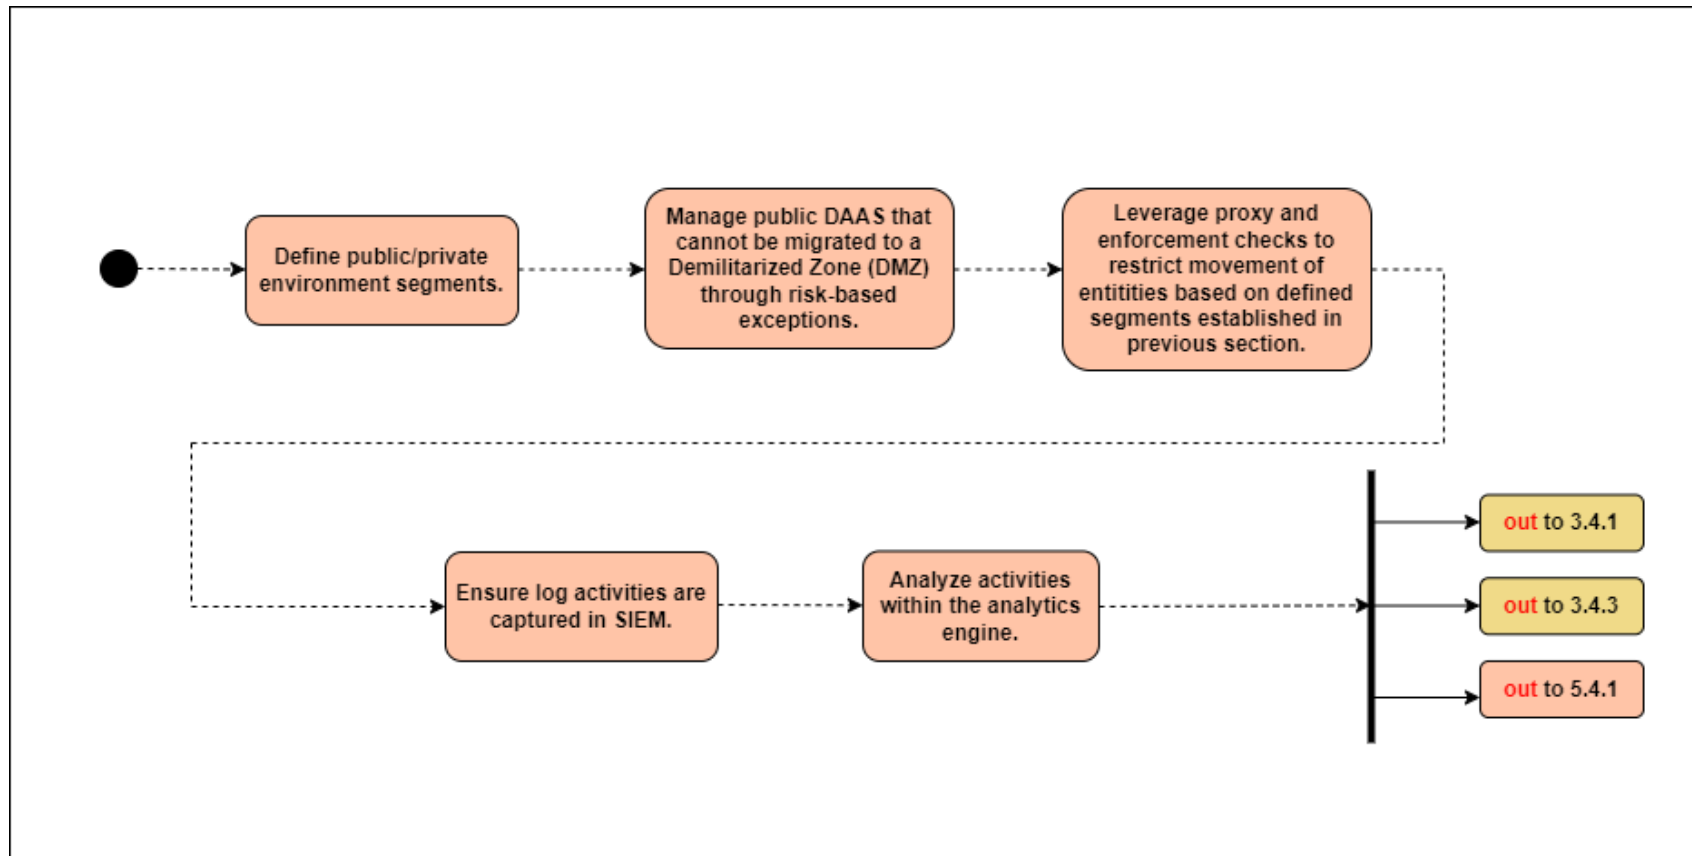 Define public/private
environment segments.
Manage public DAAS that
cannot be migrated to a
Demilitarized Zone (DMZ)
through risk-based
exceptions.
Leverage proxy and
enforcement checks to
restrict movement of
entitities based on defined
segments established in
previous section.
Ensure log activities are
captured in SIEM.
Analyze activities
within the analytics
engine.
out to 3.4.1
out to 3.4.3
out to 5.4.1